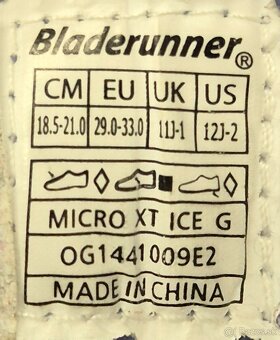 Bladerunner®
CM EU UK US
18.5-21.0 29.0-33.0 11J-1 12J-2
MICRO XT ICE G
OG1441009E2
MADE IN CHINA